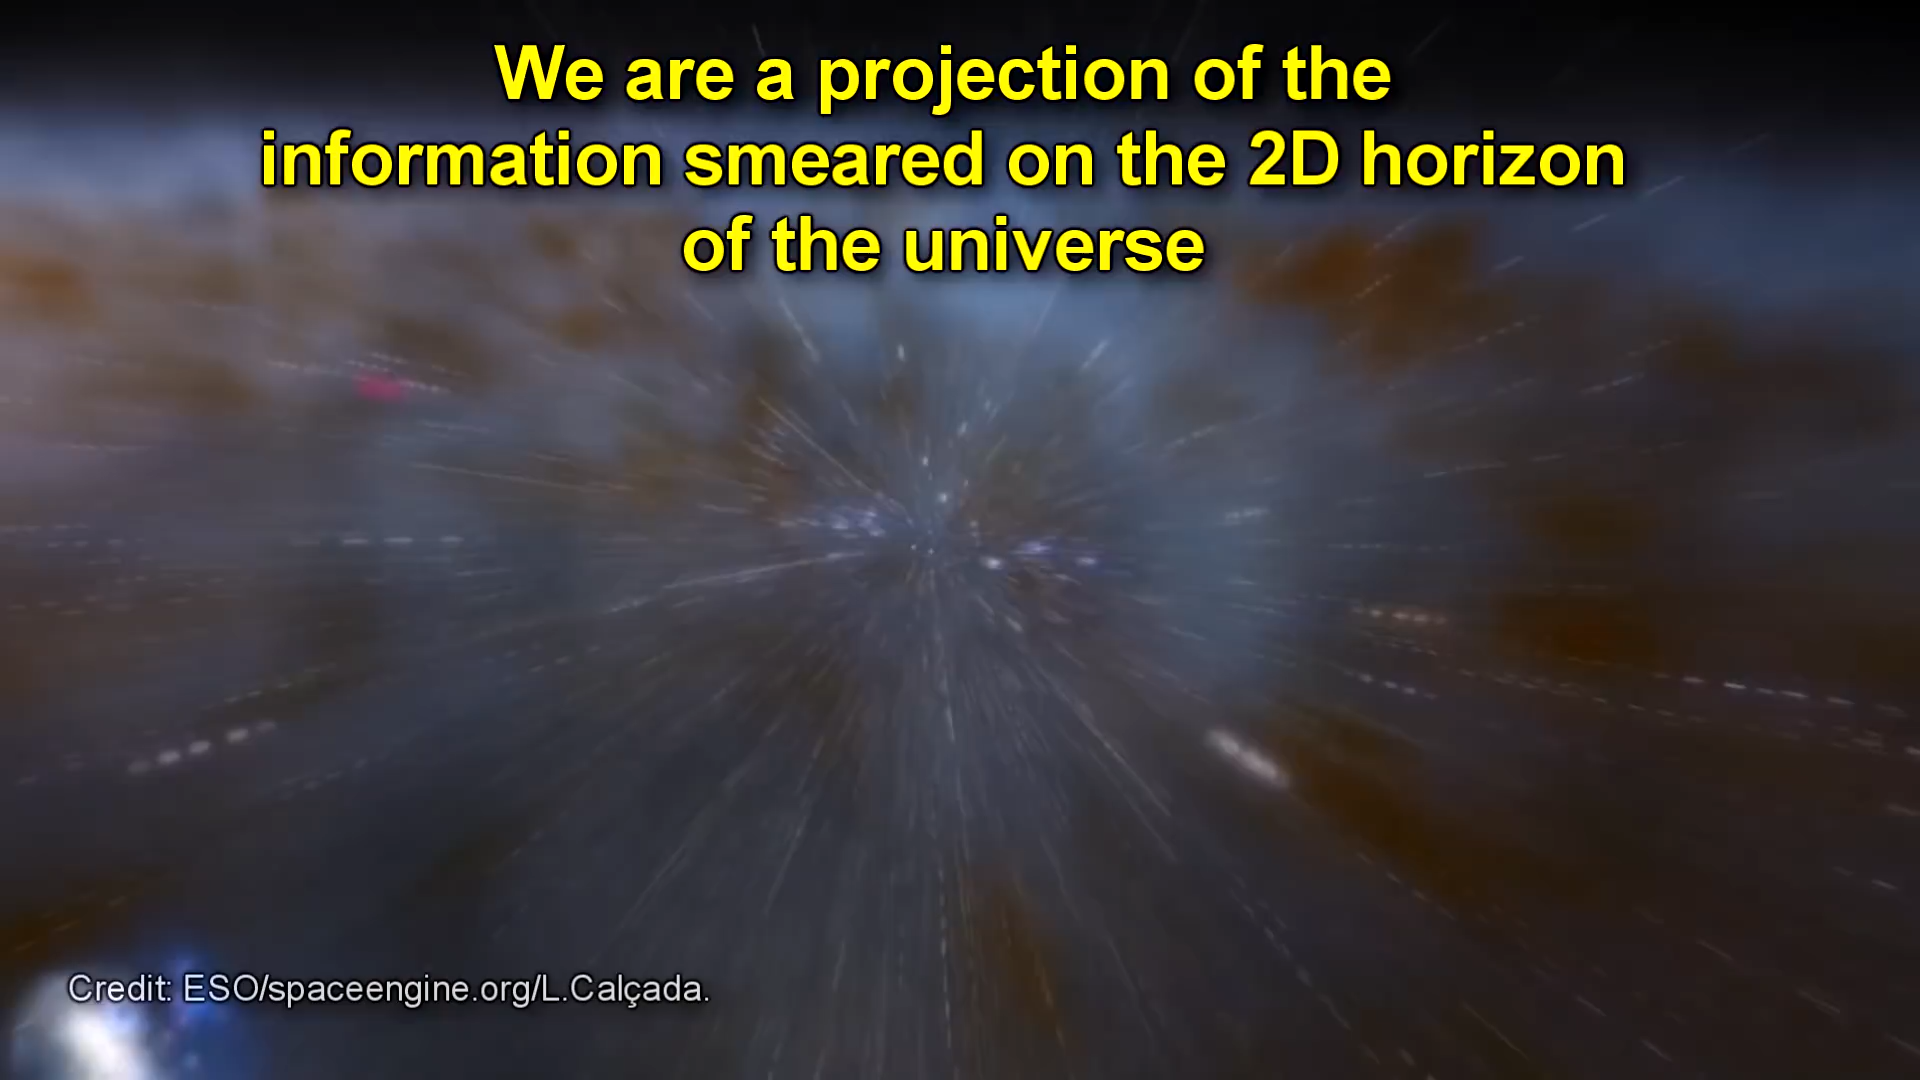 We are a projection of the
information smeared on the 2D horizon
of the universe
Credit: ESO/spaceengine.org/L.Calçada.